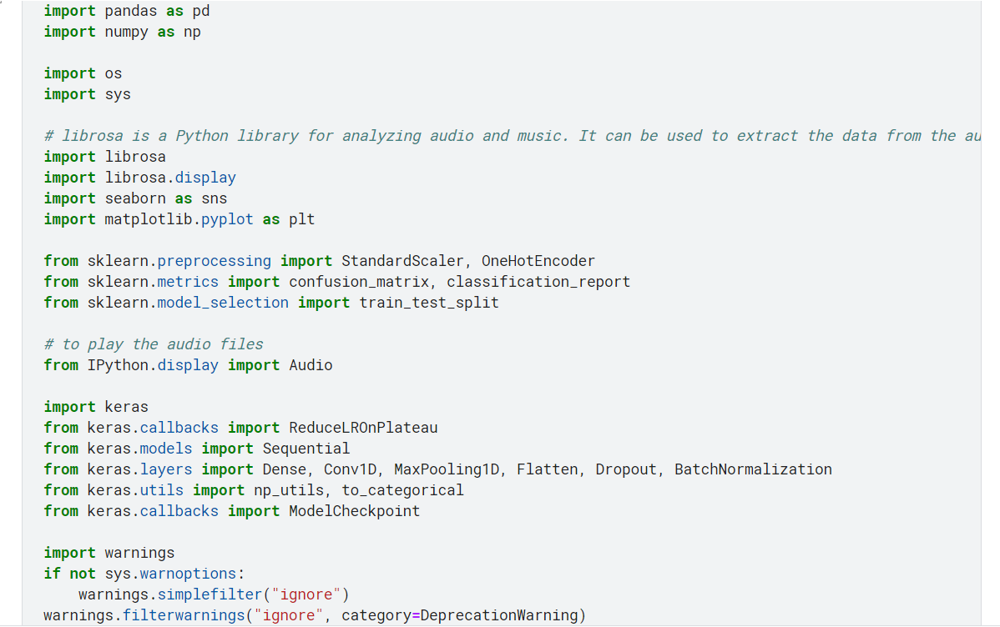 import pandas as pd
import numpy as np
import os
import sys
# librosa is a Python library for analyzing audio and music. It can be used to extract the data from the
import librosa
import librosa.display
import seaborn as sns
import matplotlib.pyplot as plt
from sklearn.preprocessing import StandardScaler, OneHotEncoder
from sklearn.metrics import confusion_matrix, classification_report
from sklearn.model_selection import train_test_split
# to play the audio files
from IPython.display import Audio
import keras
from keras.callbacks import ReduceLROnPlateau
from keras.models import Sequential
from keras.layers import Dense, Conv1D, MaxPooling1D, Flatten, Dropout, BatchNormalization
from keras.utils import np_utils, to_categorical
from keras.callbacks import ModelCheckpoint
import warnings
if not sys.warnoptions:
    warnings.simplefilter("ignore")
warnings.filterwarnings("ignore", category=DeprecationWarning)